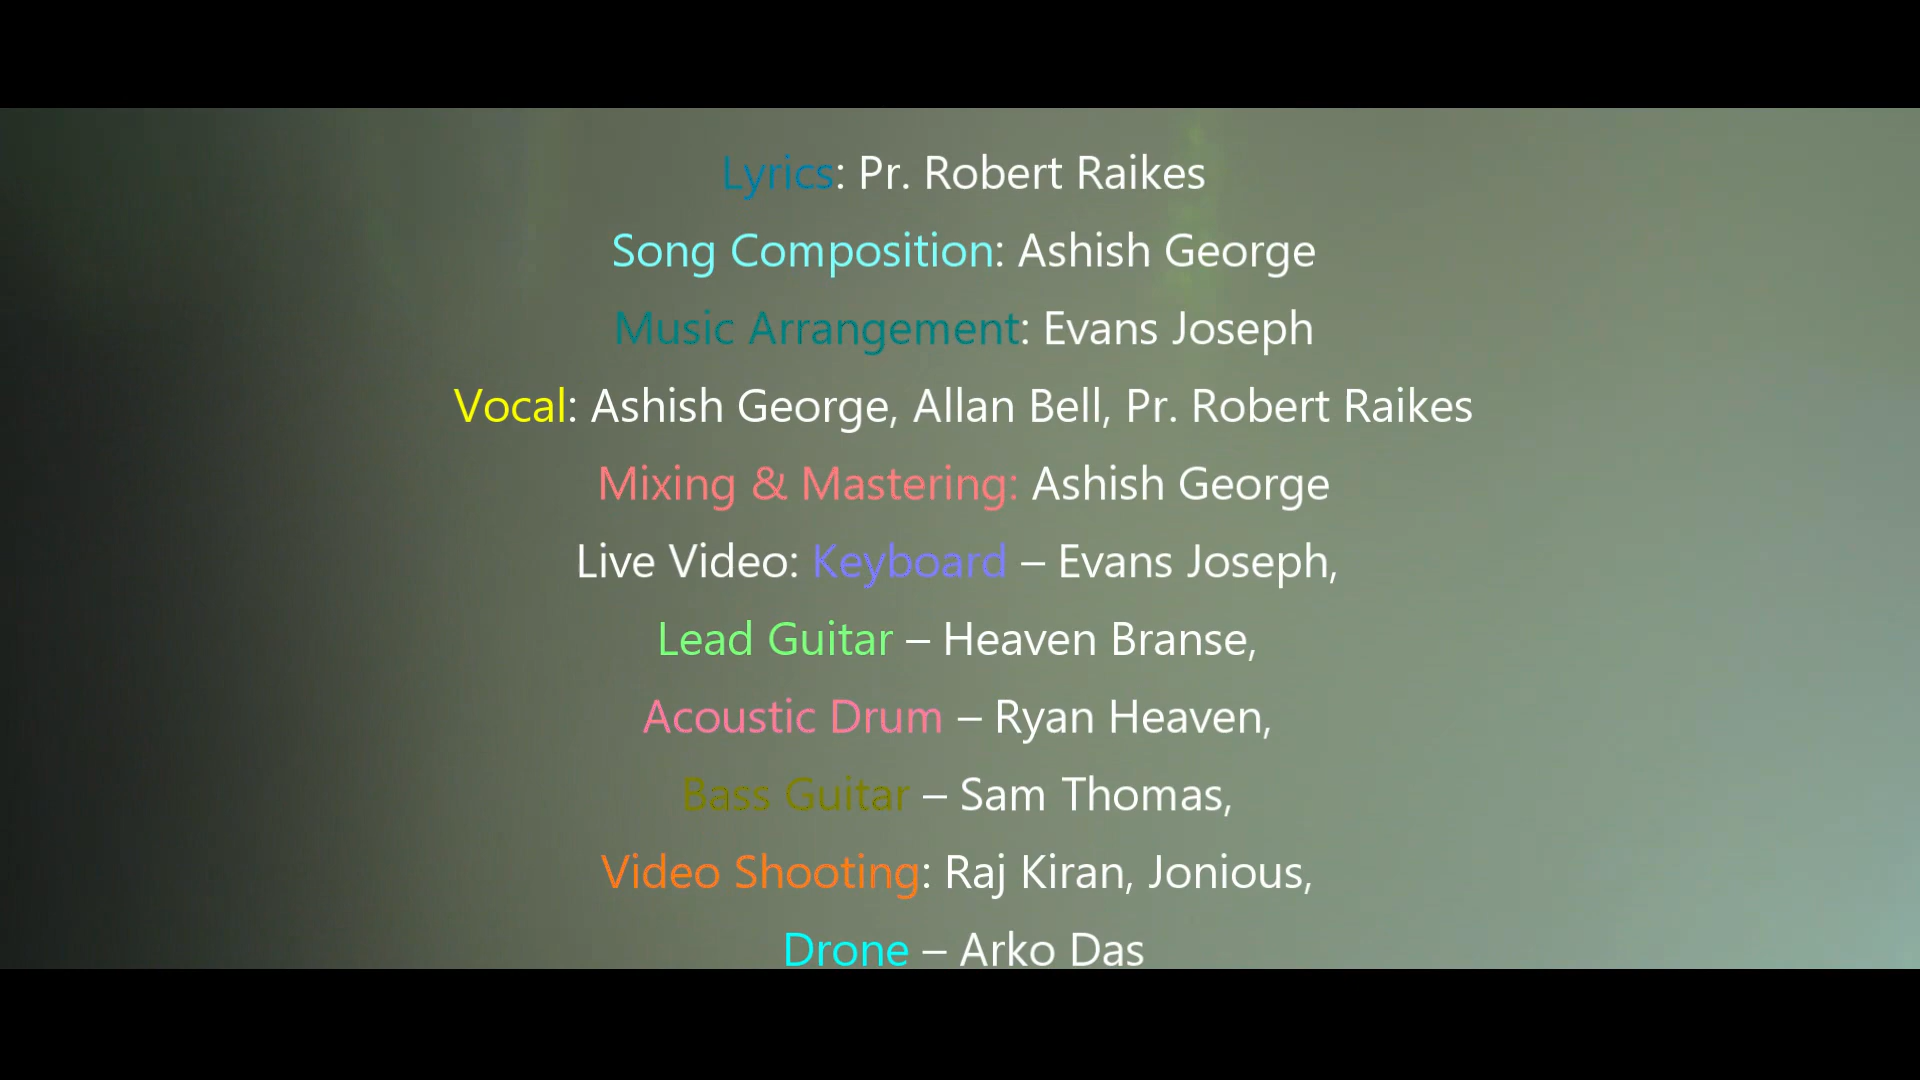 Lyrics: Pr. Robert Raikes
Song Composition: Ashish George
Music Arrangement: Evans Joseph
Vocal: Ashish George, Allan Bell, Pr. Robert Raikes
Mixing & Mastering: Ashish George
Live Video: Keyboard – Evans Joseph,
Lead Guitar – Heaven Branse,
Acoustic Drum – Ryan Heaven,
Bass Guitar – Sam Thomas,
Video Shooting: Raj Kiran, Jonious,
Drone – Arko Das